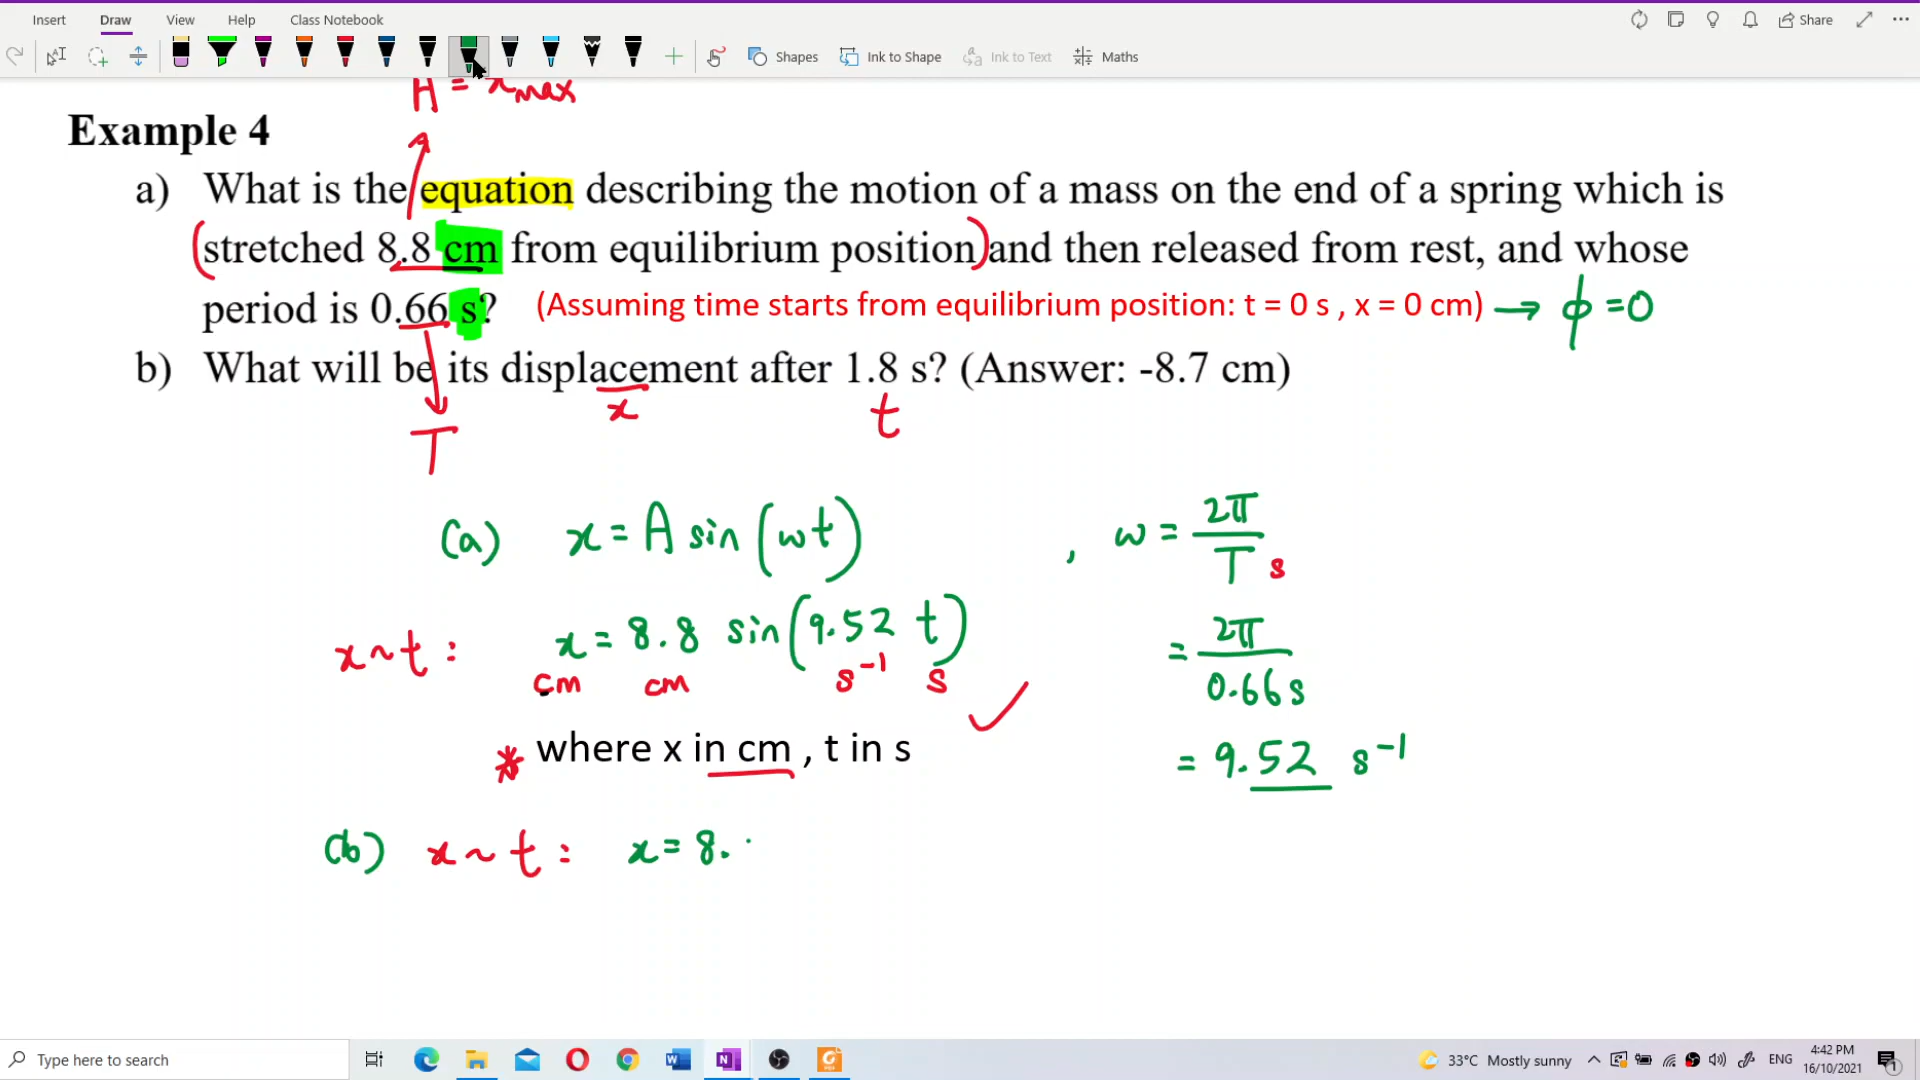 Insert Draw View Help Class Notebook Share
Shapes Ink to Shape Ink to Text Maths
A = x max
Example 4
a) What is the equation describing the motion of a mass on the end of a spring which is
(stretched 8.8 cm from equilibrium position) and then released from rest, and whose
period is 0.66 s? (Assuming time starts from equilibrium position: t = 0 s , x = 0 cm) → ϕ = 0
b) What will be its displacement after 1.8 s? (Answer: -8.7 cm)
x t
T
(a) x = A sin (ωt) , ω = 2π / T s
x ~ t : x = 8.8 sin (9.52 t) = 2π / 0.66 s
cm cm s⁻¹ s
* where x in cm , t in s = 9.52 s⁻¹
(b) x ~ t : x = 8.
Type here to search 33°C Mostly sunny ENG 4:42 PM
16/10/2021